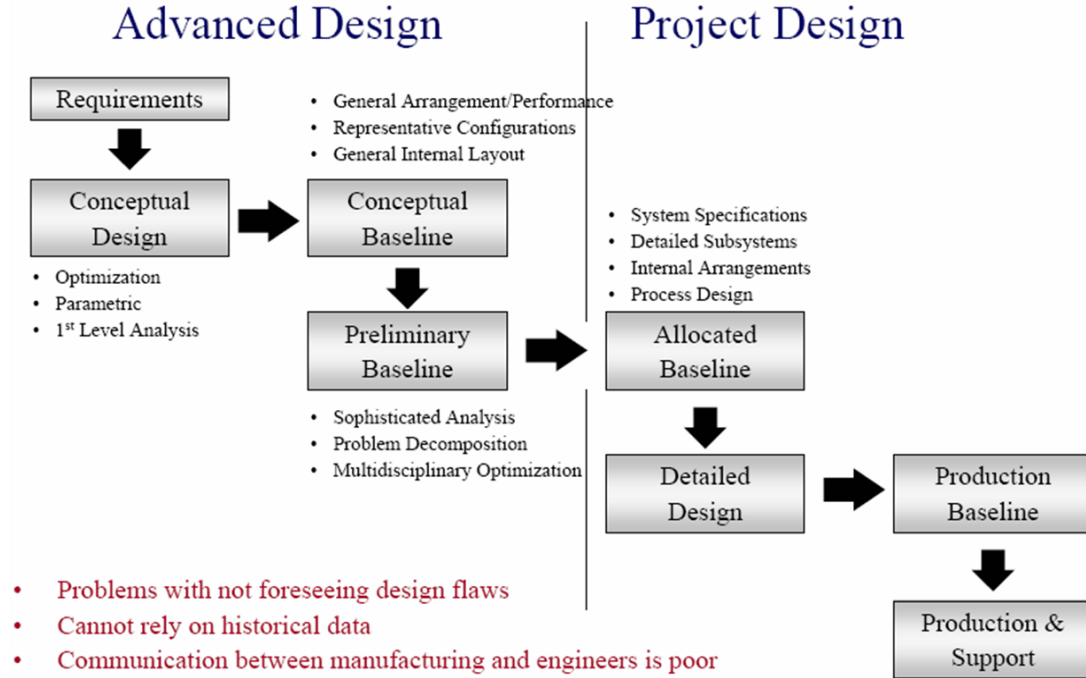 Advanced Design
Project Design
Requirements
• General Arrangement/Performance
• Representative Configurations
• General Internal Layout
Conceptual
Design
Conceptual
Baseline
• Optimization
• Parametric
• 1st Level Analysis
• System Specifications
• Detailed Subsystems
• Internal Arrangements
• Process Design
Preliminary
Baseline
Allocated
Baseline
• Sophisticated Analysis
• Problem Decomposition
• Multidisciplinary Optimization
Detailed
Design
Production
Baseline
Production &
Support
• Problems with not foreseeing design flaws
• Cannot rely on historical data
• Communication between manufacturing and engineers is poor